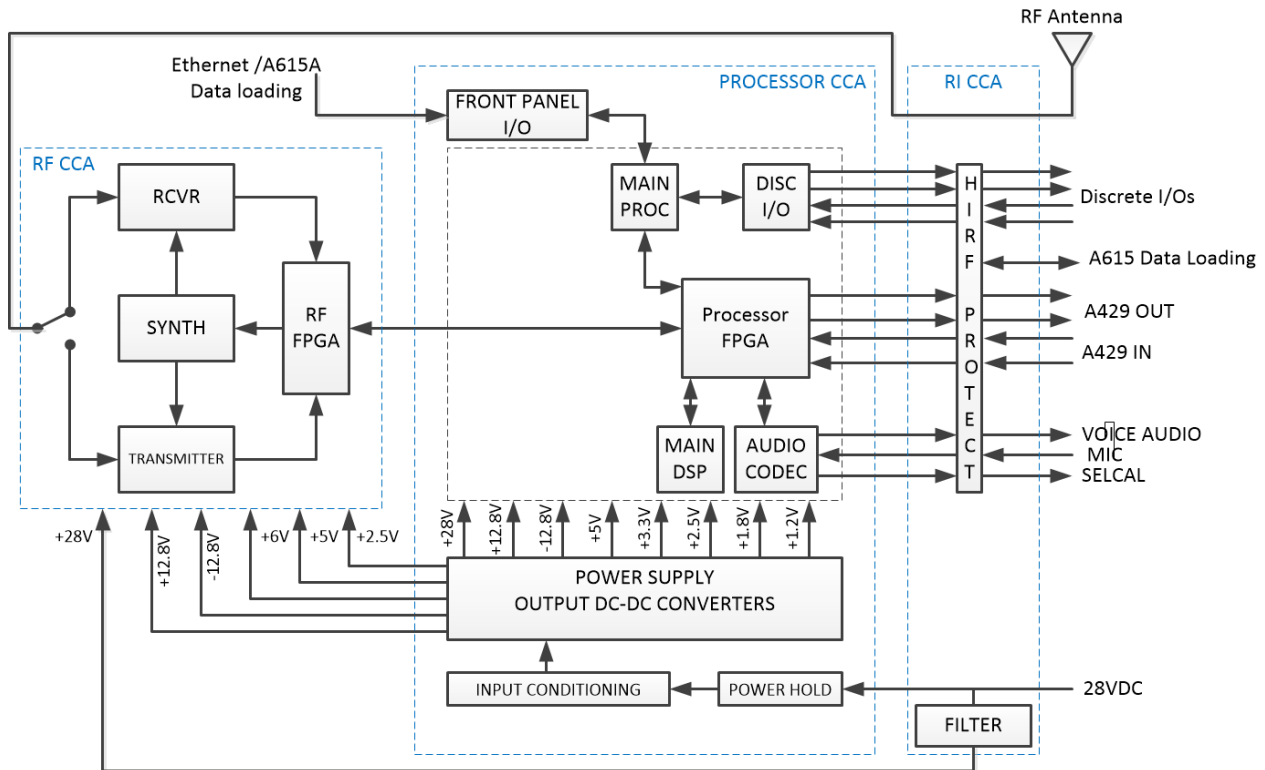 RF Antenna
Ethernet /A615A
Data loading
PROCESSOR CCA
RI CCA
FRONT PANEL
I/O
RF CCA
RCVR
MAIN
PROC
DISC
I/O
HIRF PROTECT
Discrete I/Os
A615 Data Loading
SYNTH
RF
FPGA
Processor
FPGA
A429 OUT
A429 IN
TRANSMITTER
MAIN
DSP
AUDIO
CODEC
VOICE AUDIO
MIC
SELCAL
+28V
+12.8V
-12.8V
+6V
+5V
+2.5V
+28V
+12.8V
-12.8V
+5V
+3.3V
+2.5V
+1.8V
+1.2V
POWER SUPPLY
OUTPUT DC-DC CONVERTERS
INPUT CONDITIONING
POWER HOLD
28VDC
FILTER